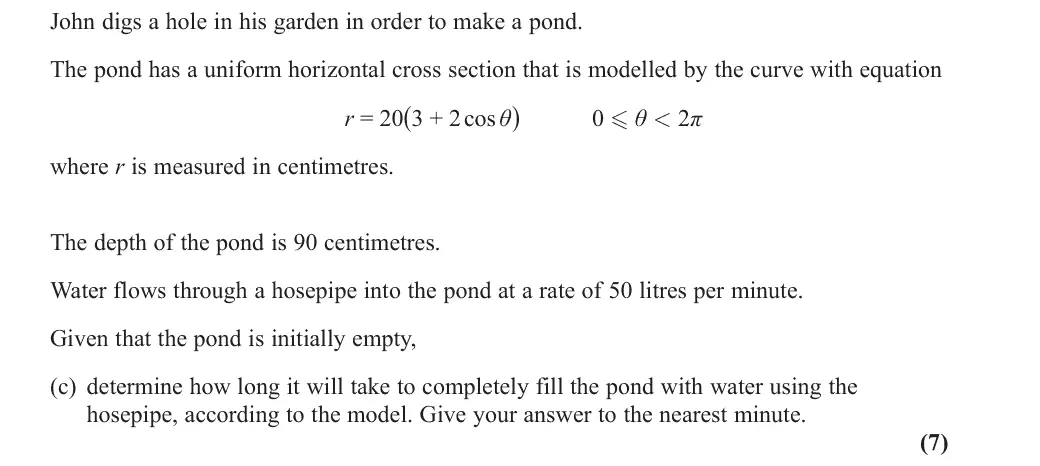 John digs a hole in his garden in order to make a pond.
The pond has a uniform horizontal cross section that is modelled by the curve with equation
r = 20(3 + 2 cos θ) 0 ⩽ θ < 2π
where r is measured in centimetres.
The depth of the pond is 90 centimetres.
Water flows through a hosepipe into the pond at a rate of 50 litres per minute.
Given that the pond is initially empty,
(c) determine how long it will take to completely fill the pond with water using the
hosepipe, according to the model. Give your answer to the nearest minute.
(7)